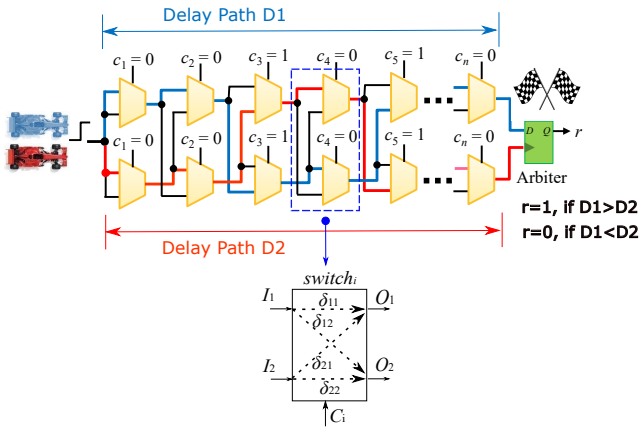 Delay Path D1
c1 = 0 c2 = 0 c3 = 1 c4 = 0 c5 = 1 cn = 0
c1 = 0 c2 = 0 c3 = 1 c4 = 0 c5 = 1 cn = 0
D Q r
Arbiter
r=1, if D1>D2
r=0, if D1<D2
Delay Path D2
switchi
I1 δ11 O1
δ12
I2 δ21 O2
δ22
Ci